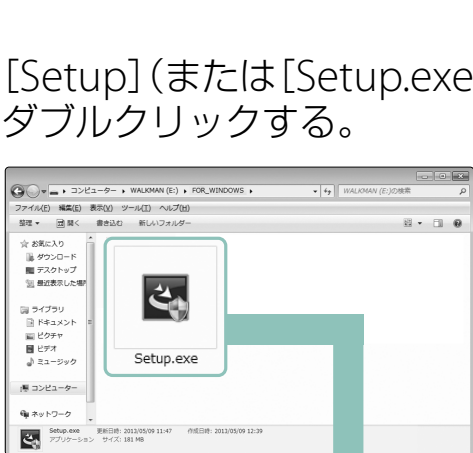 [Setup](または[Setup.exe
ダブルクリックする。
コンピューター ▸ WALKMAN (E:) ▸ FOR_WINDOWS ▸
WALKMAN (E:)の検索
ファイル(F) 編集(E) 表示(V) ツール(T) ヘルプ(H)
整理 開く 書き込む 新しいフォルダー
お気に入り
ダウンロード
デスクトップ
最近表示した場所
ライブラリ
ドキュメント
ピクチャ
ビデオ
ミュージック
コンピューター
ネットワーク
Setup.exe
Setup.exe 更新日時: 2013/05/09 11:47 作成日時: 2013/05/09 12:39
アプリケーション サイズ: 181 MB